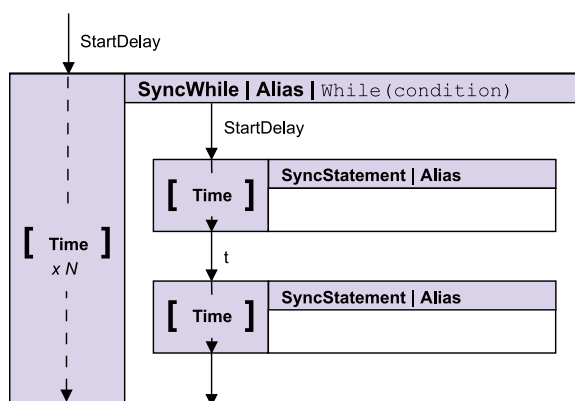 StartDelay
SyncWhile | Alias | While(condition)
StartDelay
SyncStatement | Alias
[ Time ]
[ Time ]
x N
t
SyncStatement | Alias
[ Time ]